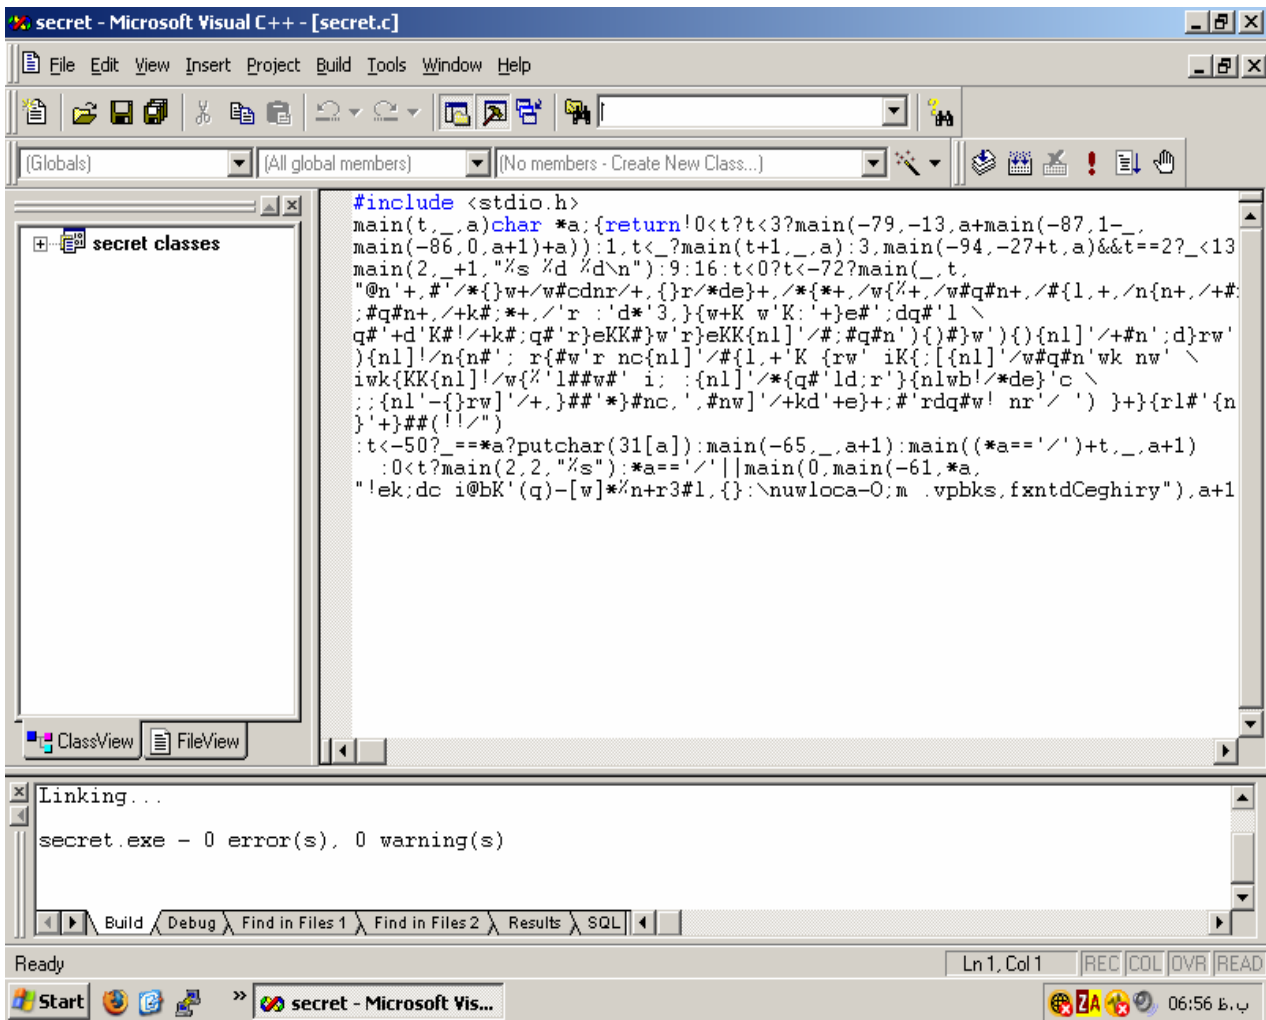 secret - Microsoft Visual C++ - [secret.c]
File Edit View Insert Project Build Tools Window Help
(Globals) (All global members) (No members - Create New Class...)
secret classes
#include <stdio.h>
main(t,_,a)char *a;{return!0<t?t<3?main(-79,-13,a+main(-87,1-_,
main(-86,0,a+1)+a)):1,t<_?main(t+1,_,a):3,main(-94,-27+t,a)&&t==2?_<13
main(2,_+1,"%s %d %d\n"):9:16:t<0?t<-72?main(_,t,
"@n'+,#'/*{}w+/w#cdnr/+,{}r/*de}+,/*{*+,/w{%+,/w#q#n+,/#{l,+,/n{n+,/+#
;#q#n+,/+k#;*+,/'r :'d*'3,}{w+K w'K:'+}e#';dq#'l \
q#'+d'K#!/+k#;q#'r}eKK#}w'r}eKK{nl]'/#;#q#n'){)#}w'){){nl]'/+#n';d}rw'
){nl]!/n{n#'; r{#w'r nc{nl]'/#{l,+'K {rw' iK{;[{nl]'/w#q#n'wk nw' \
iwk{KK{nl]!/w{%'l##w#' i; :{nl]'/*{q#'ld;r'}{nlwb!/*de}'c \
;;{nl'-{}rw]'/+,}##'*}#nc,',#nw]'/+kd'+e}+;#'rdq#w! nr'/ ') }+}{rl#'{n
}'+}##(!!/")
:t<-50?_==*a?putchar(31[a]):main(-65,_,a+1):main((*a=='/')+t,_,a+1)
:0<t?main(2,2,"%s"):*a=='/'||main(0,main(-61,*a,
"!ek;dc i@bK'(q)-[w]*%n+r3#l,{}:\nuwloca-O;m .vpbks,fxntdCeghiry"),a+1
ClassView FileView
Linking...
secret.exe - 0 error(s), 0 warning(s)
Build Debug Find in Files 1 Find in Files 2 Results SQL
Ready Ln 1, Col 1 REC COL OVR READ
Start » secret - Microsoft Vis... ZA 06:56 ب.ظ